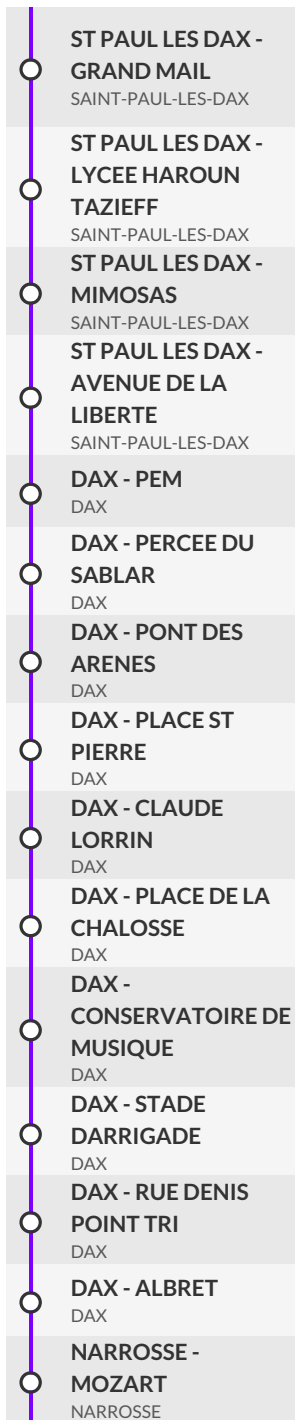 ST PAUL LES DAX -
GRAND MAIL
SAINT-PAUL-LES-DAX
ST PAUL LES DAX -
LYCEE HAROUN
TAZIEFF
SAINT-PAUL-LES-DAX
ST PAUL LES DAX -
MIMOSAS
SAINT-PAUL-LES-DAX
ST PAUL LES DAX -
AVENUE DE LA
LIBERTE
SAINT-PAUL-LES-DAX
DAX - PEM
DAX
DAX - PERCEE DU
SABLAR
DAX
DAX - PONT DES
ARENES
DAX
DAX - PLACE ST
PIERRE
DAX
DAX - CLAUDE
LORRIN
DAX
DAX - PLACE DE LA
CHALOSSE
DAX
DAX -
CONSERVATOIRE DE
MUSIQUE
DAX
DAX - STADE
DARRIGADE
DAX
DAX - RUE DENIS
POINT TRI
DAX
DAX - ALBRET
DAX
NARROSSE -
MOZART
NARROSSE